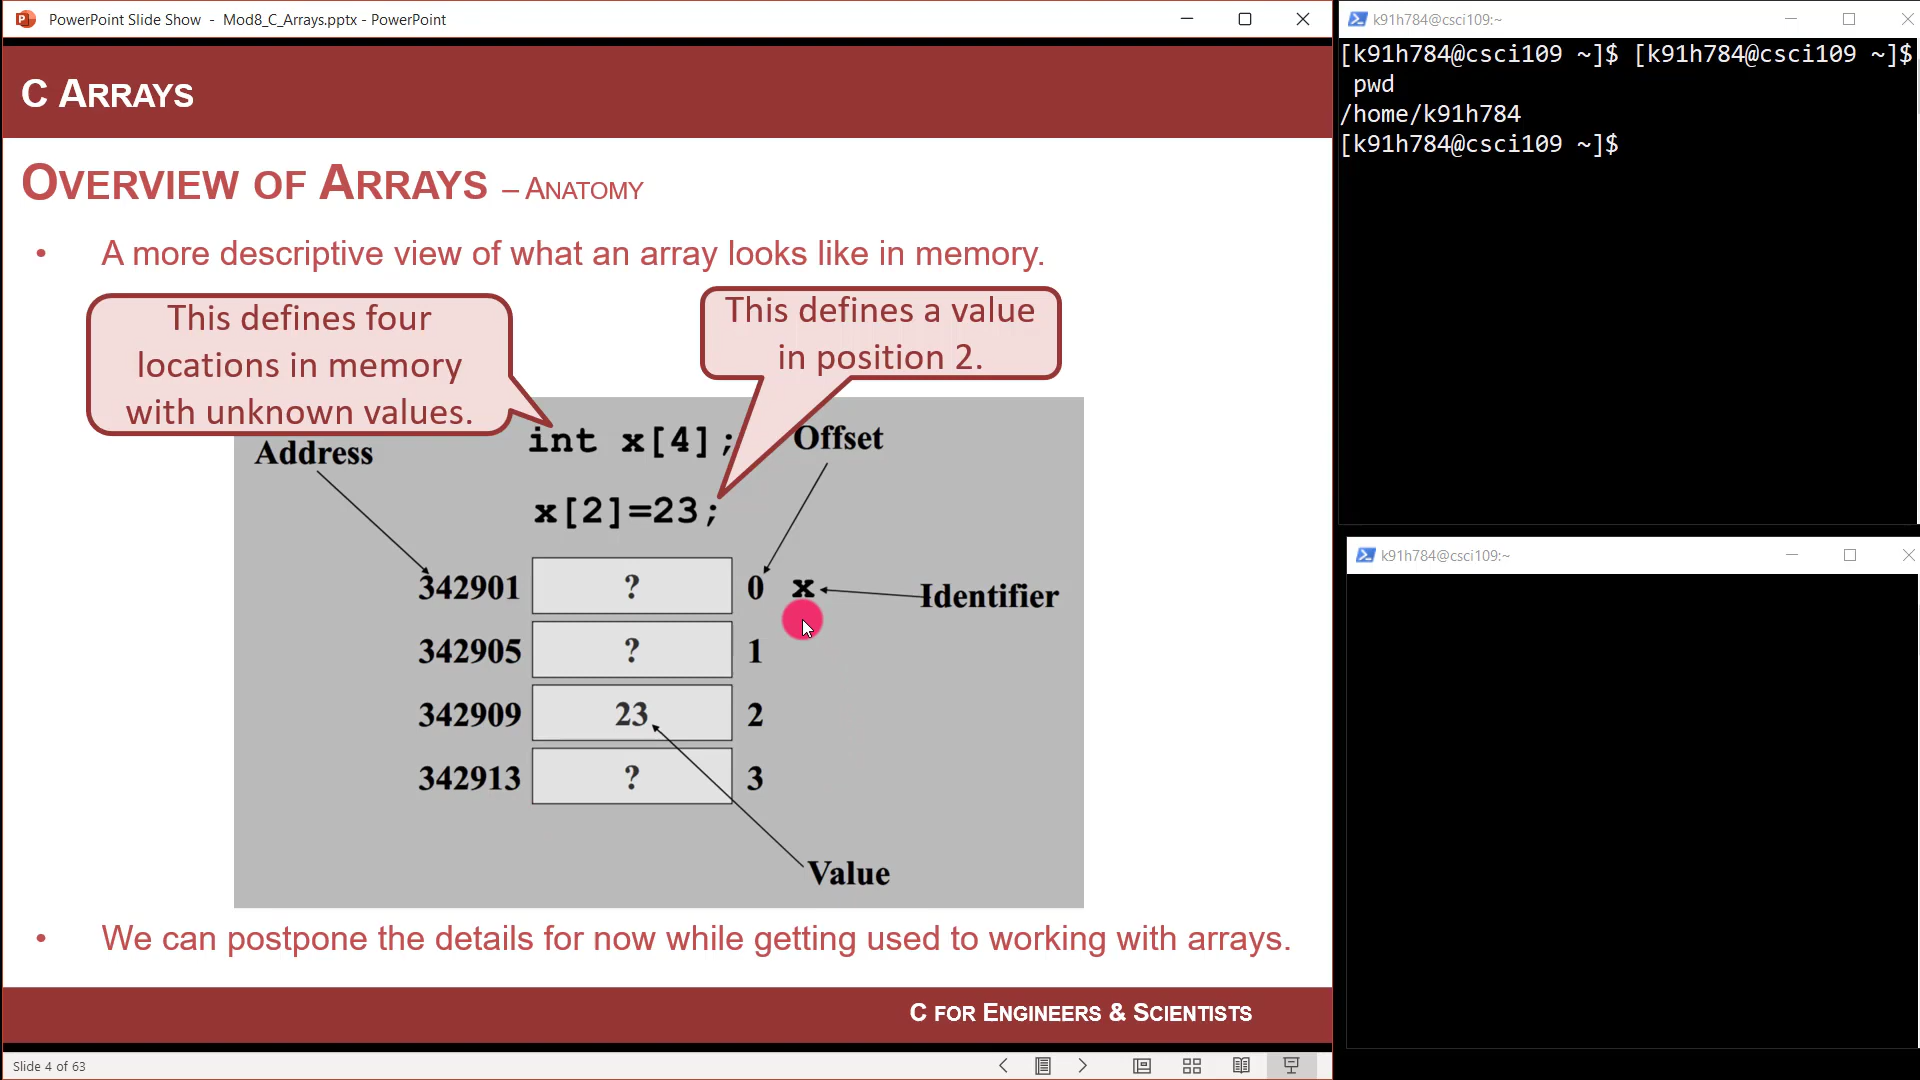 PowerPoint Slide Show - Mod8_C_Arrays.pptx - PowerPoint
C ARRAYS
OVERVIEW OF ARRAYS – ANATOMY
• A more descriptive view of what an array looks like in memory.
This defines four
locations in memory
with unknown values.
This defines a value
in position 2.
Address
int x[4];
Offset
x[2]=23;
342901 ? 0 x Identifier
342905 ? 1
342909 23 2
342913 ? 3
Value
• We can postpone the details for now while getting used to working with arrays.
C FOR ENGINEERS & SCIENTISTS
Slide 4 of 63
k91h784@csci109:~
[k91h784@csci109 ~]$ [k91h784@csci109 ~]$
pwd
/home/k91h784
[k91h784@csci109 ~]$
k91h784@csci109:~